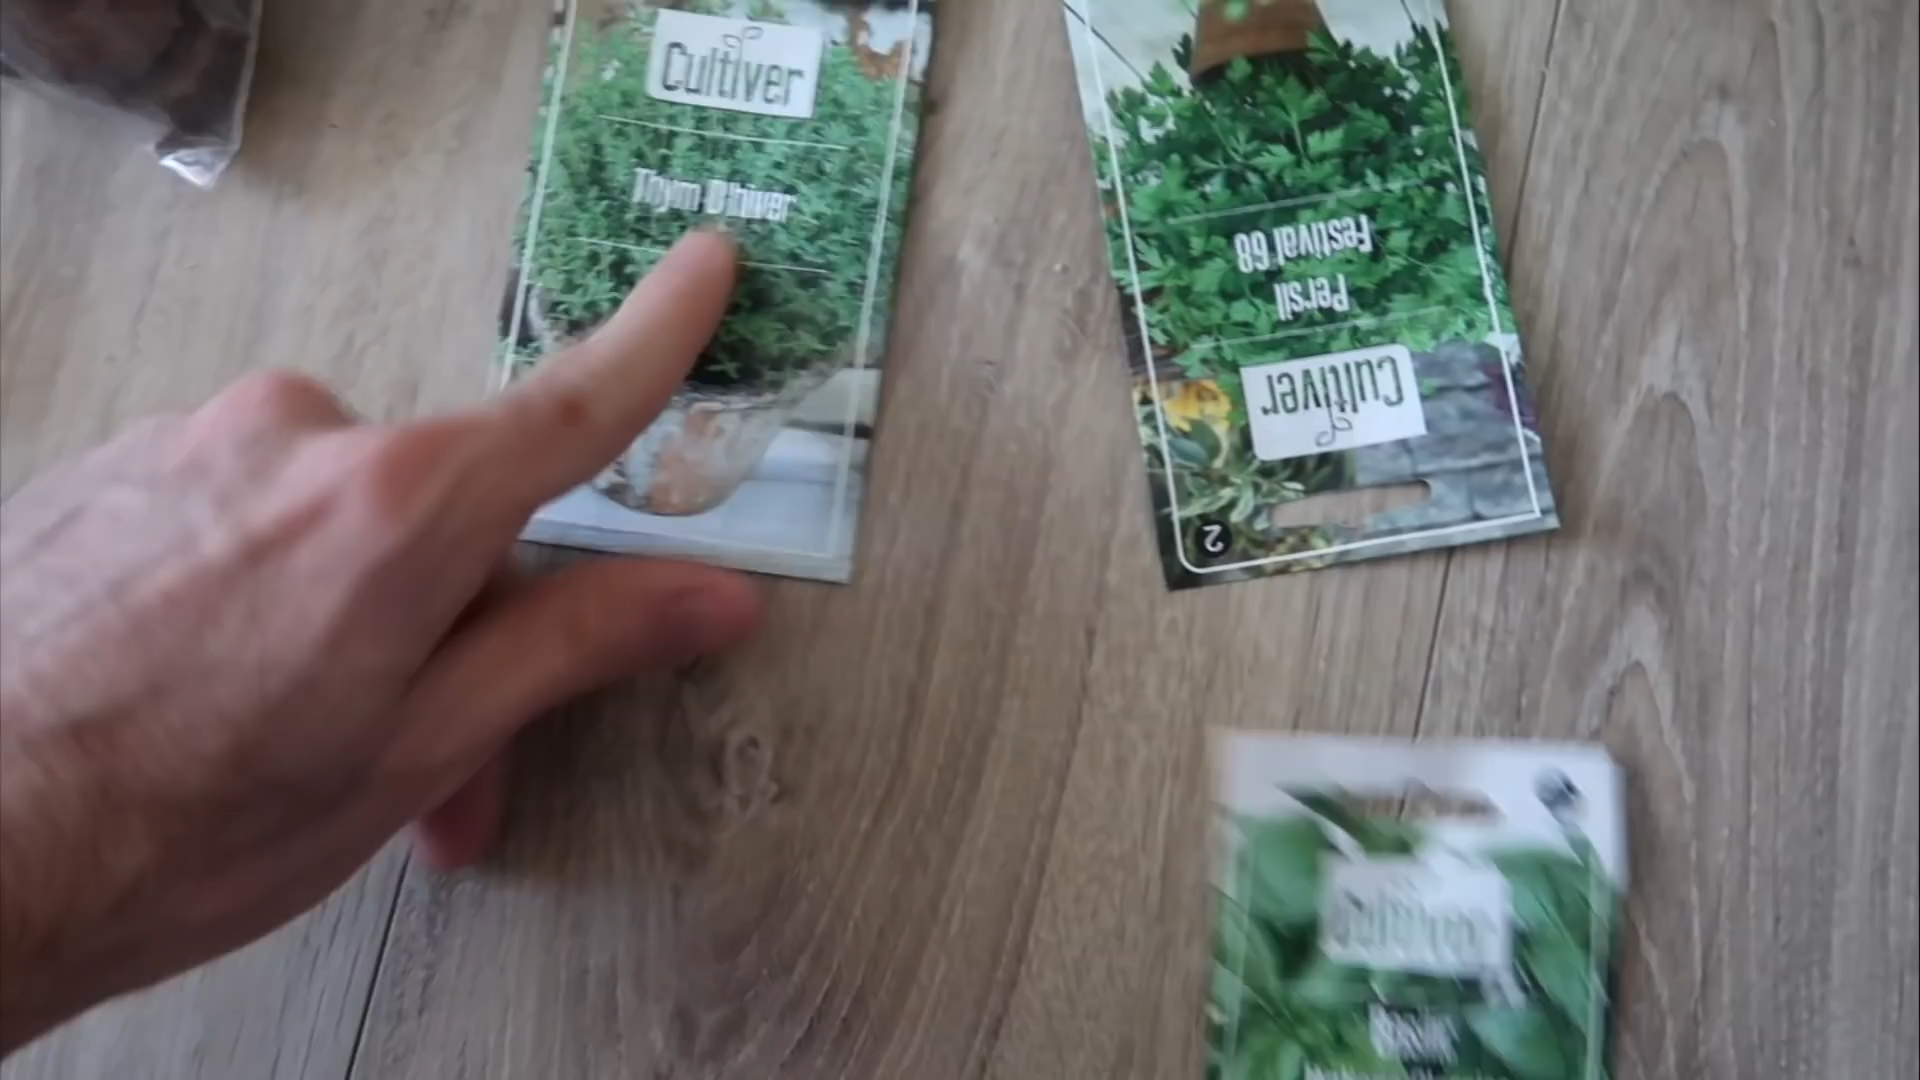 Cultiver
Thym D'hiver
Cultiver
Persil
Festival 68
2
Cultiver
Basilic